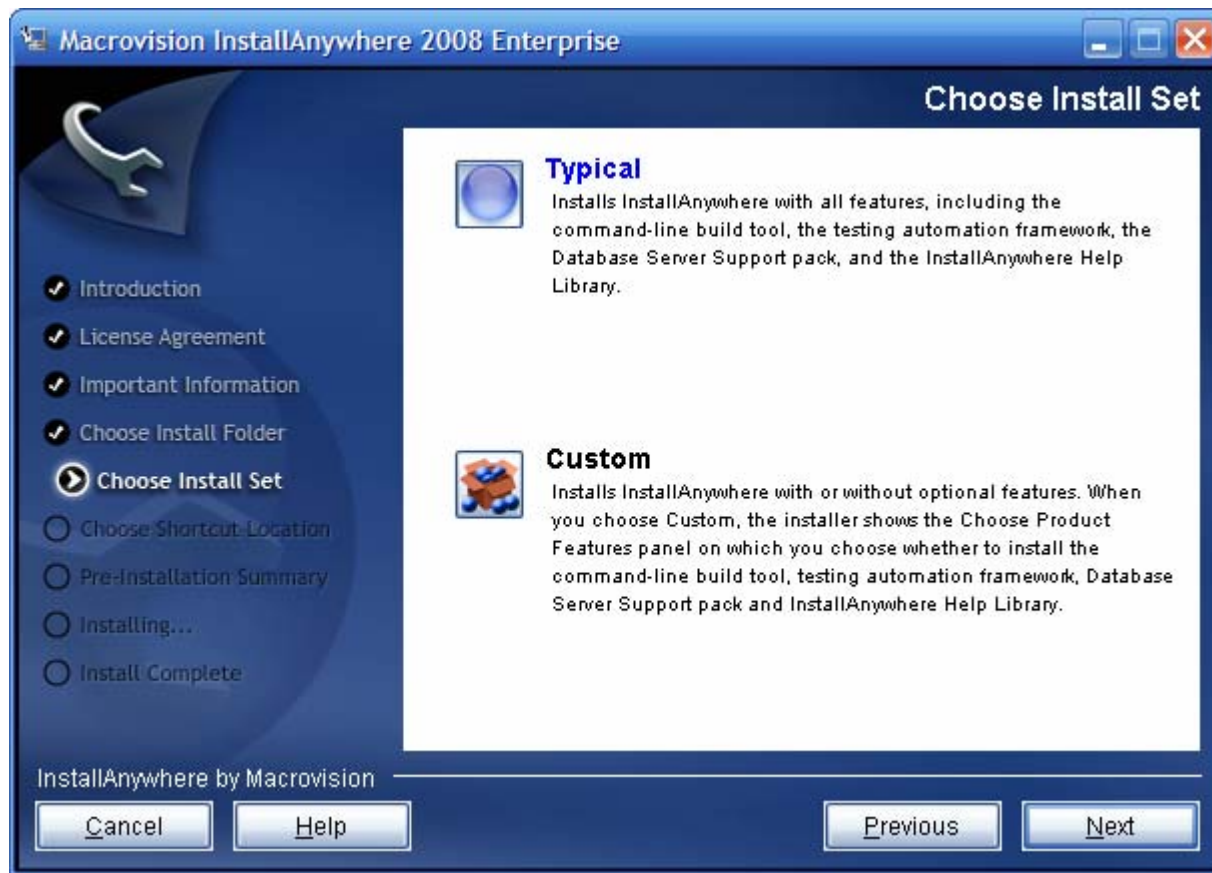 Macrovision InstallAnywhere 2008 Enterprise
Choose Install Set
Introduction
License Agreement
Important Information
Choose Install Folder
Choose Install Set
Choose Shortcut Location
Pre-Installation Summary
Installing...
Install Complete
Typical
Installs InstallAnywhere with all features, including the
command-line build tool, the testing automation framework, the
Database Server Support pack, and the InstallAnywhere Help
Library.
Custom
Installs InstallAnywhere with or without optional features. When
you choose Custom, the installer shows the Choose Product
Features panel on which you choose whether to install the
command-line build tool, testing automation framework, Database
Server Support pack and InstallAnywhere Help Library.
InstallAnywhere by Macrovision
Cancel
Help
Previous
Next